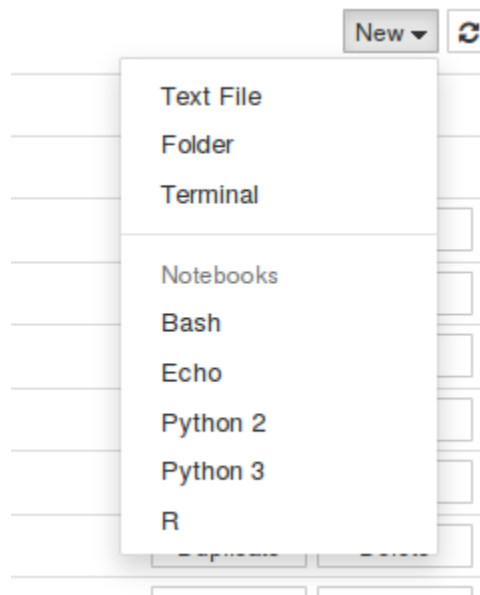 New
Text File
Folder
Terminal
Notebooks
Bash
Echo
Python 2
Python 3
R